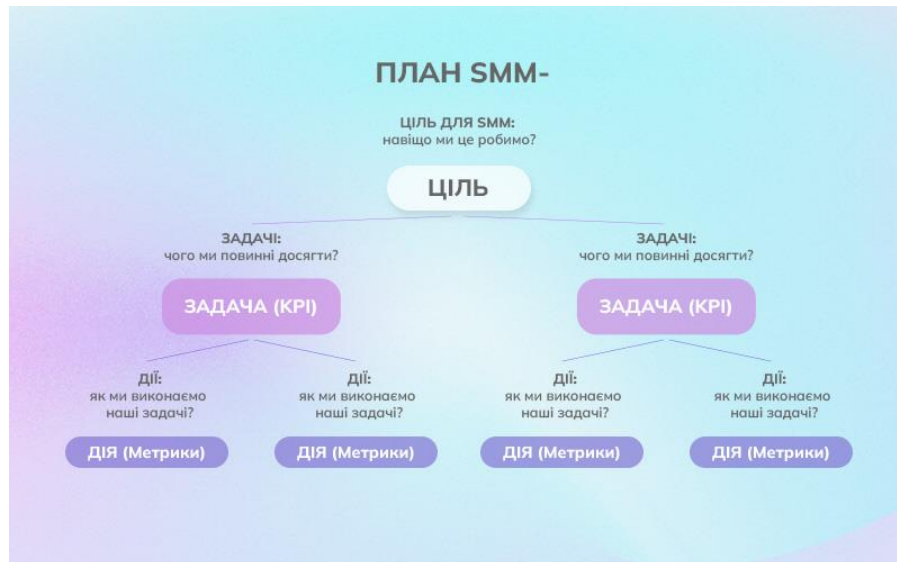 ПЛАН SMM-
ЦІЛЬ ДЛЯ SMM:
навіщо ми це робимо?
ЦІЛЬ
ЗАДАЧІ:
чого ми повинні досягти?
ЗАДАЧА (KPI)
ЗАДАЧІ:
чого ми повинні досягти?
ЗАДАЧА (KPI)
ДІЇ:
як ми виконаємо
наші задачі?
ДІЯ (Метрики)
ДІЇ:
як ми виконаємо
наші задачі?
ДІЯ (Метрики)
ДІЇ:
як ми виконаємо
наші задачі?
ДІЯ (Метрики)
ДІЇ:
як ми виконаємо
наші задачі?
ДІЯ (Метрики)